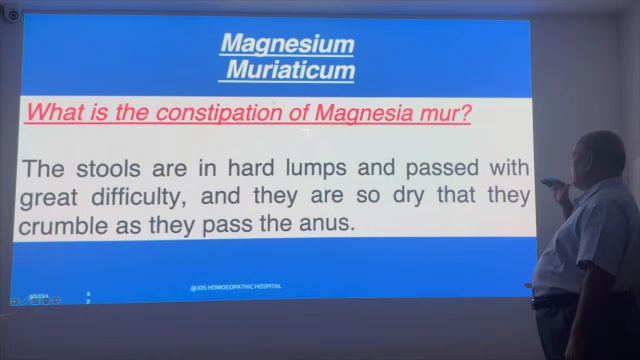 Magnesium
Muriaticum
What is the constipation of Magnesia mur?
The stools are in hard lumps and passed with
great difficulty, and they are so dry that they
crumble as they pass the anus.
@JDS HOMOEOPATHIC HOSPITAL